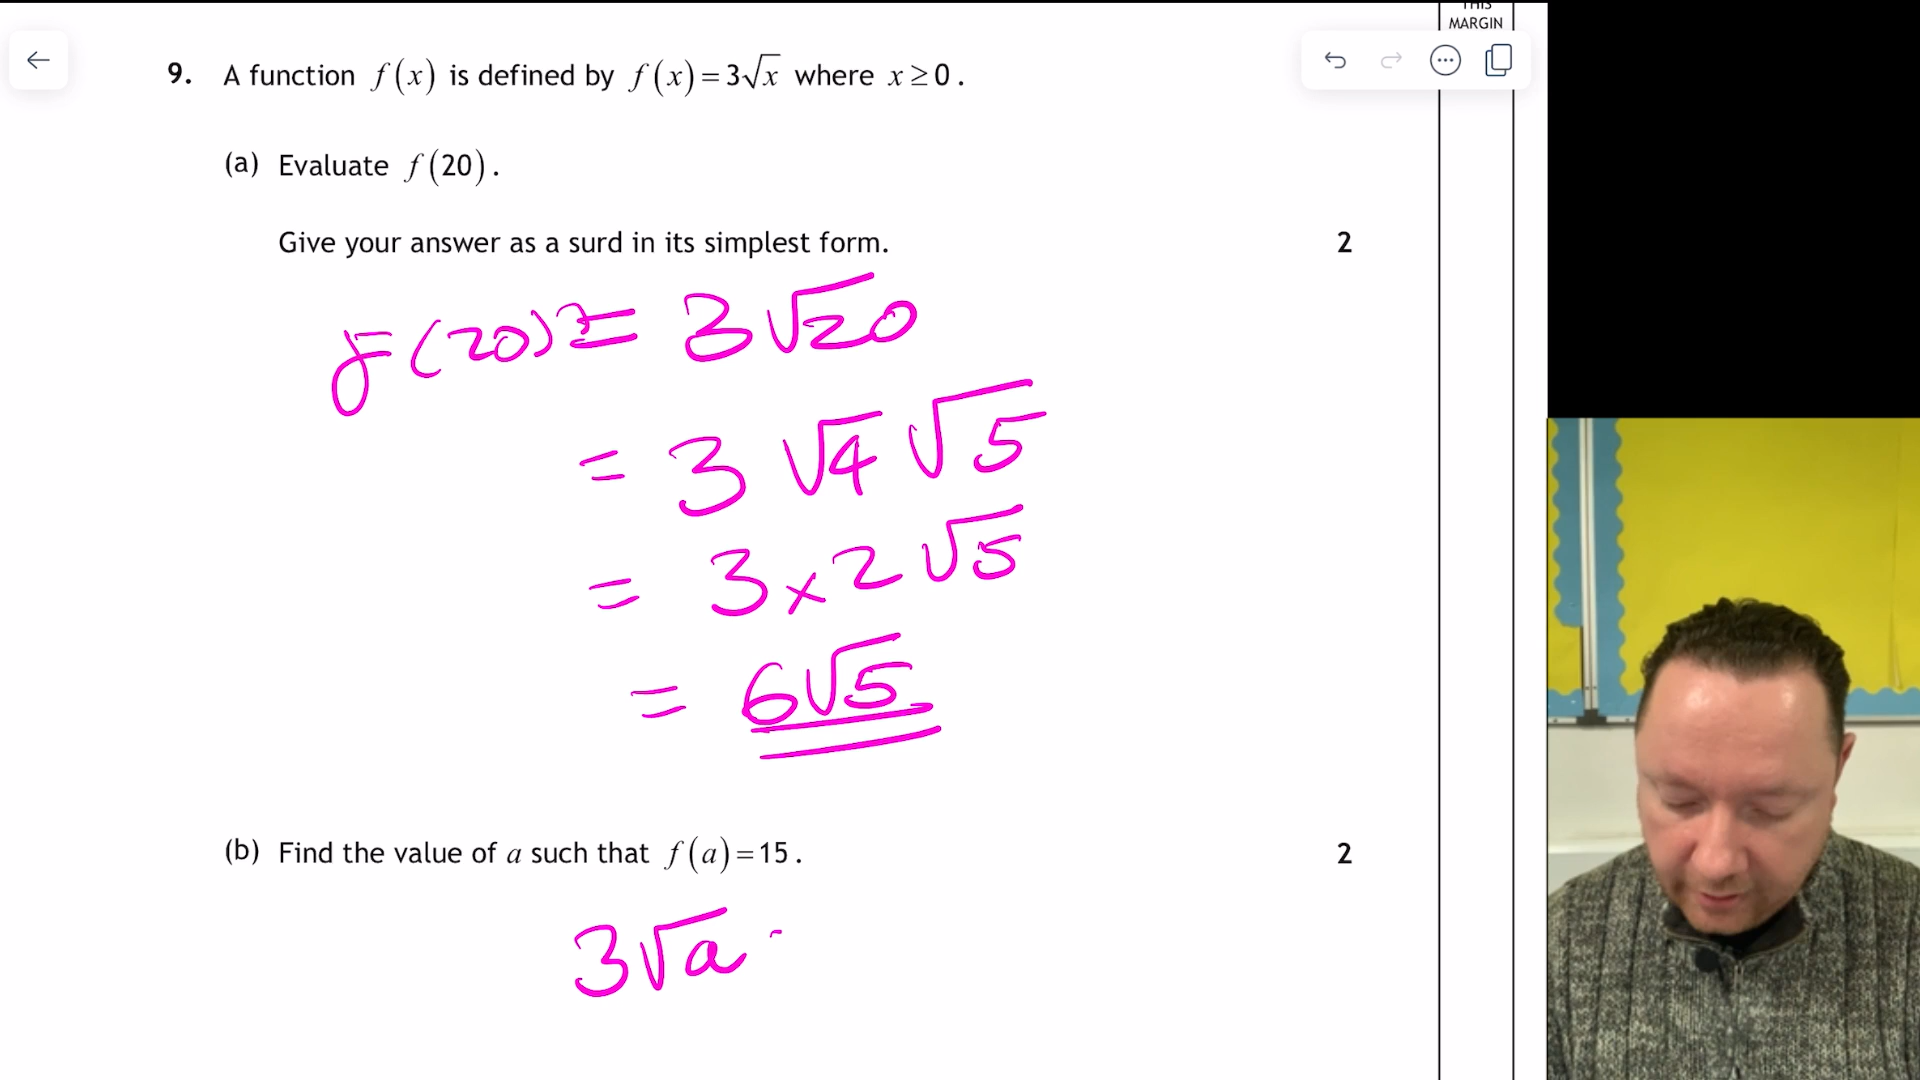 THIS
MARGIN
9. A function f(x) is defined by f(x)=3√x where x≥0.
(a) Evaluate f(20).
Give your answer as a surd in its simplest form. 2
f(20) = 3√20
= 3 √4 √5
= 3 × 2 √5
= 6√5
(b) Find the value of a such that f(a)=15. 2
3√a